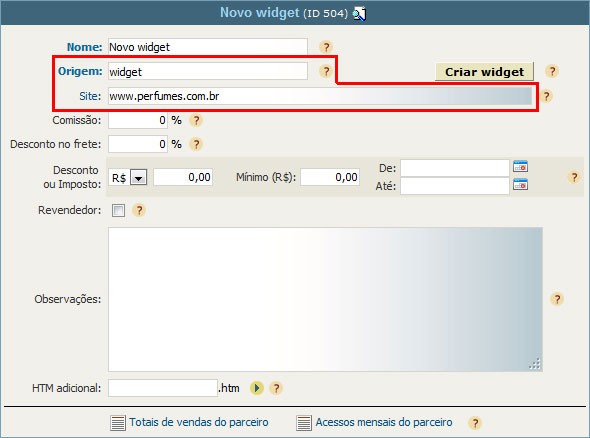 Novo widget (ID 504)
Nome: Novo widget ?
Origem: widget ? Criar widget ?
Site: www.perfumes.com.br ?
Comissão: 0 % ?
Desconto no frete: 0 % ?
Desconto ou Imposto: R$ 0,00 Mínimo (R$): 0,00 De: Até: ?
Revendedor: ?
Observações: ?
HTM adicional: .htm ?
Totais de vendas do parceiro Acessos mensais do parceiro ?